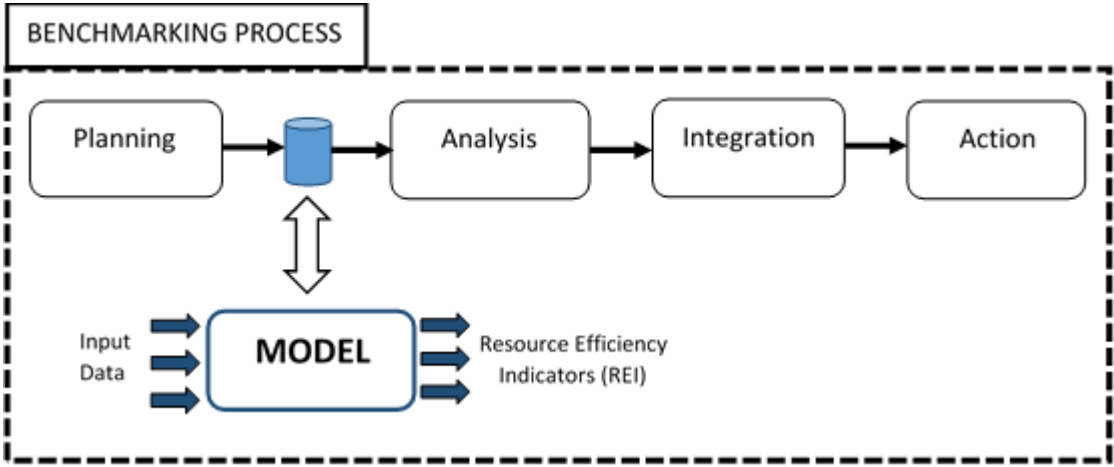 BENCHMARKING PROCESS
Planning
Analysis
Integration
Action
Input
Data
MODEL
Resource Efficiency
Indicators (REI)